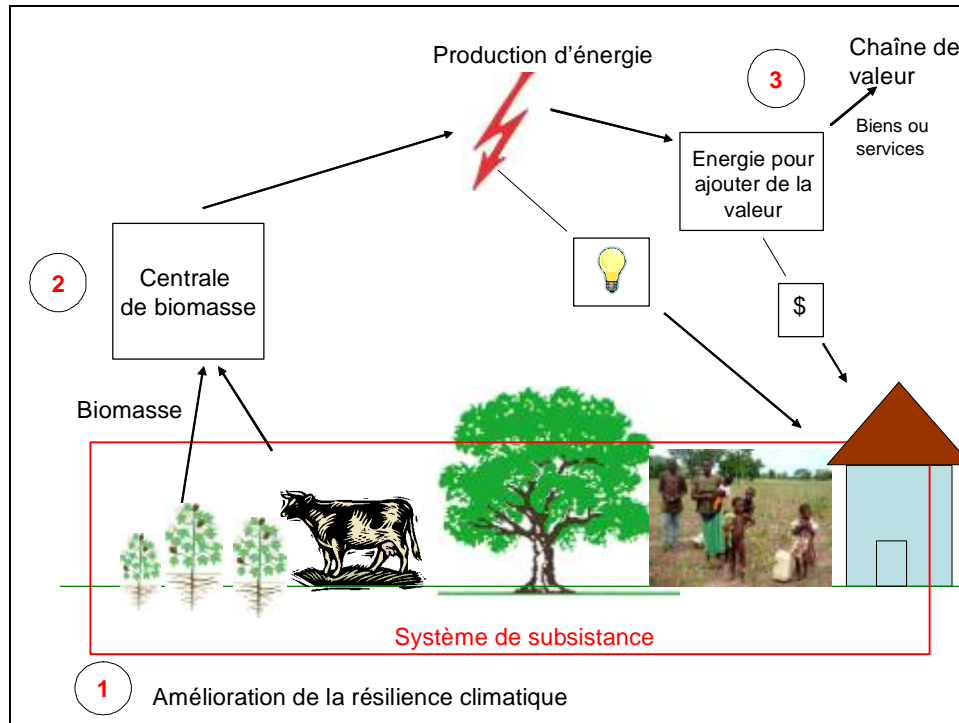 Production d'énergie
3
Chaîne de
valeur
Biens ou
services
Energie pour
ajouter de la
valeur
2
Centrale
de biomasse
$
Biomasse
Système de subsistance
1
Amélioration de la résilience climatique